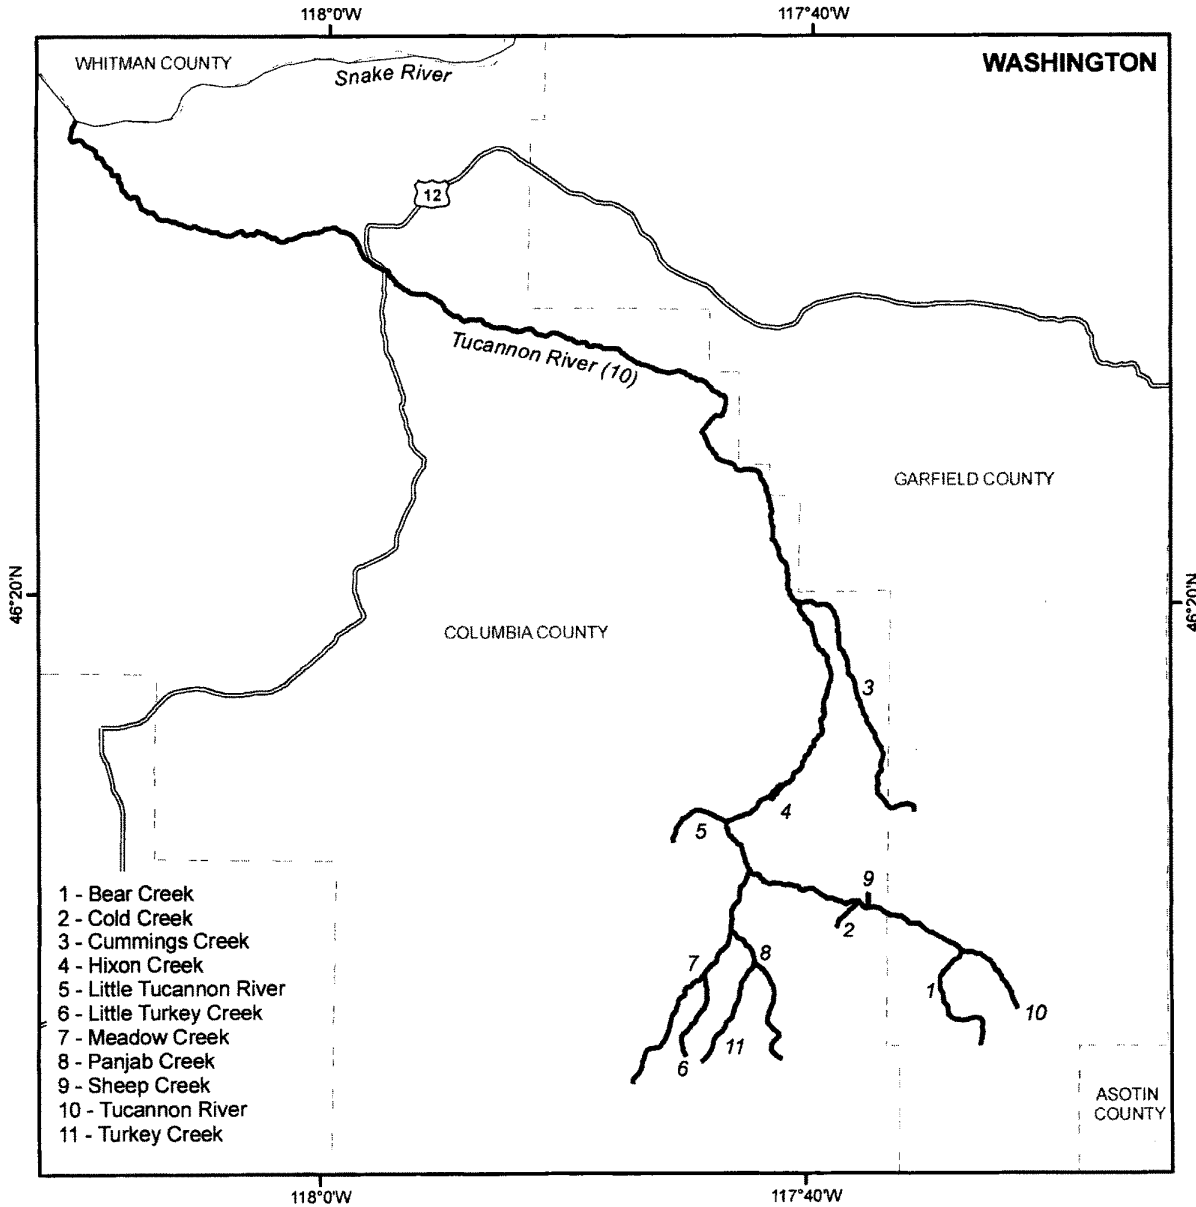 118°0'W
117°40'W
WHITMAN COUNTY
Snake River
WASHINGTON
12
Tucannon River (10)
GARFIELD COUNTY
46°20'N
46°20'N
COLUMBIA COUNTY
3
4
5
9
2
7
8
1
10
6
11
1 - Bear Creek
2 - Cold Creek
3 - Cummings Creek
4 - Hixon Creek
5 - Little Tucannon River
6 - Little Turkey Creek
7 - Meadow Creek
8 - Panjab Creek
9 - Sheep Creek
10 - Tucannon River
11 - Turkey Creek
ASOTIN
COUNTY
118°0'W
117°40'W